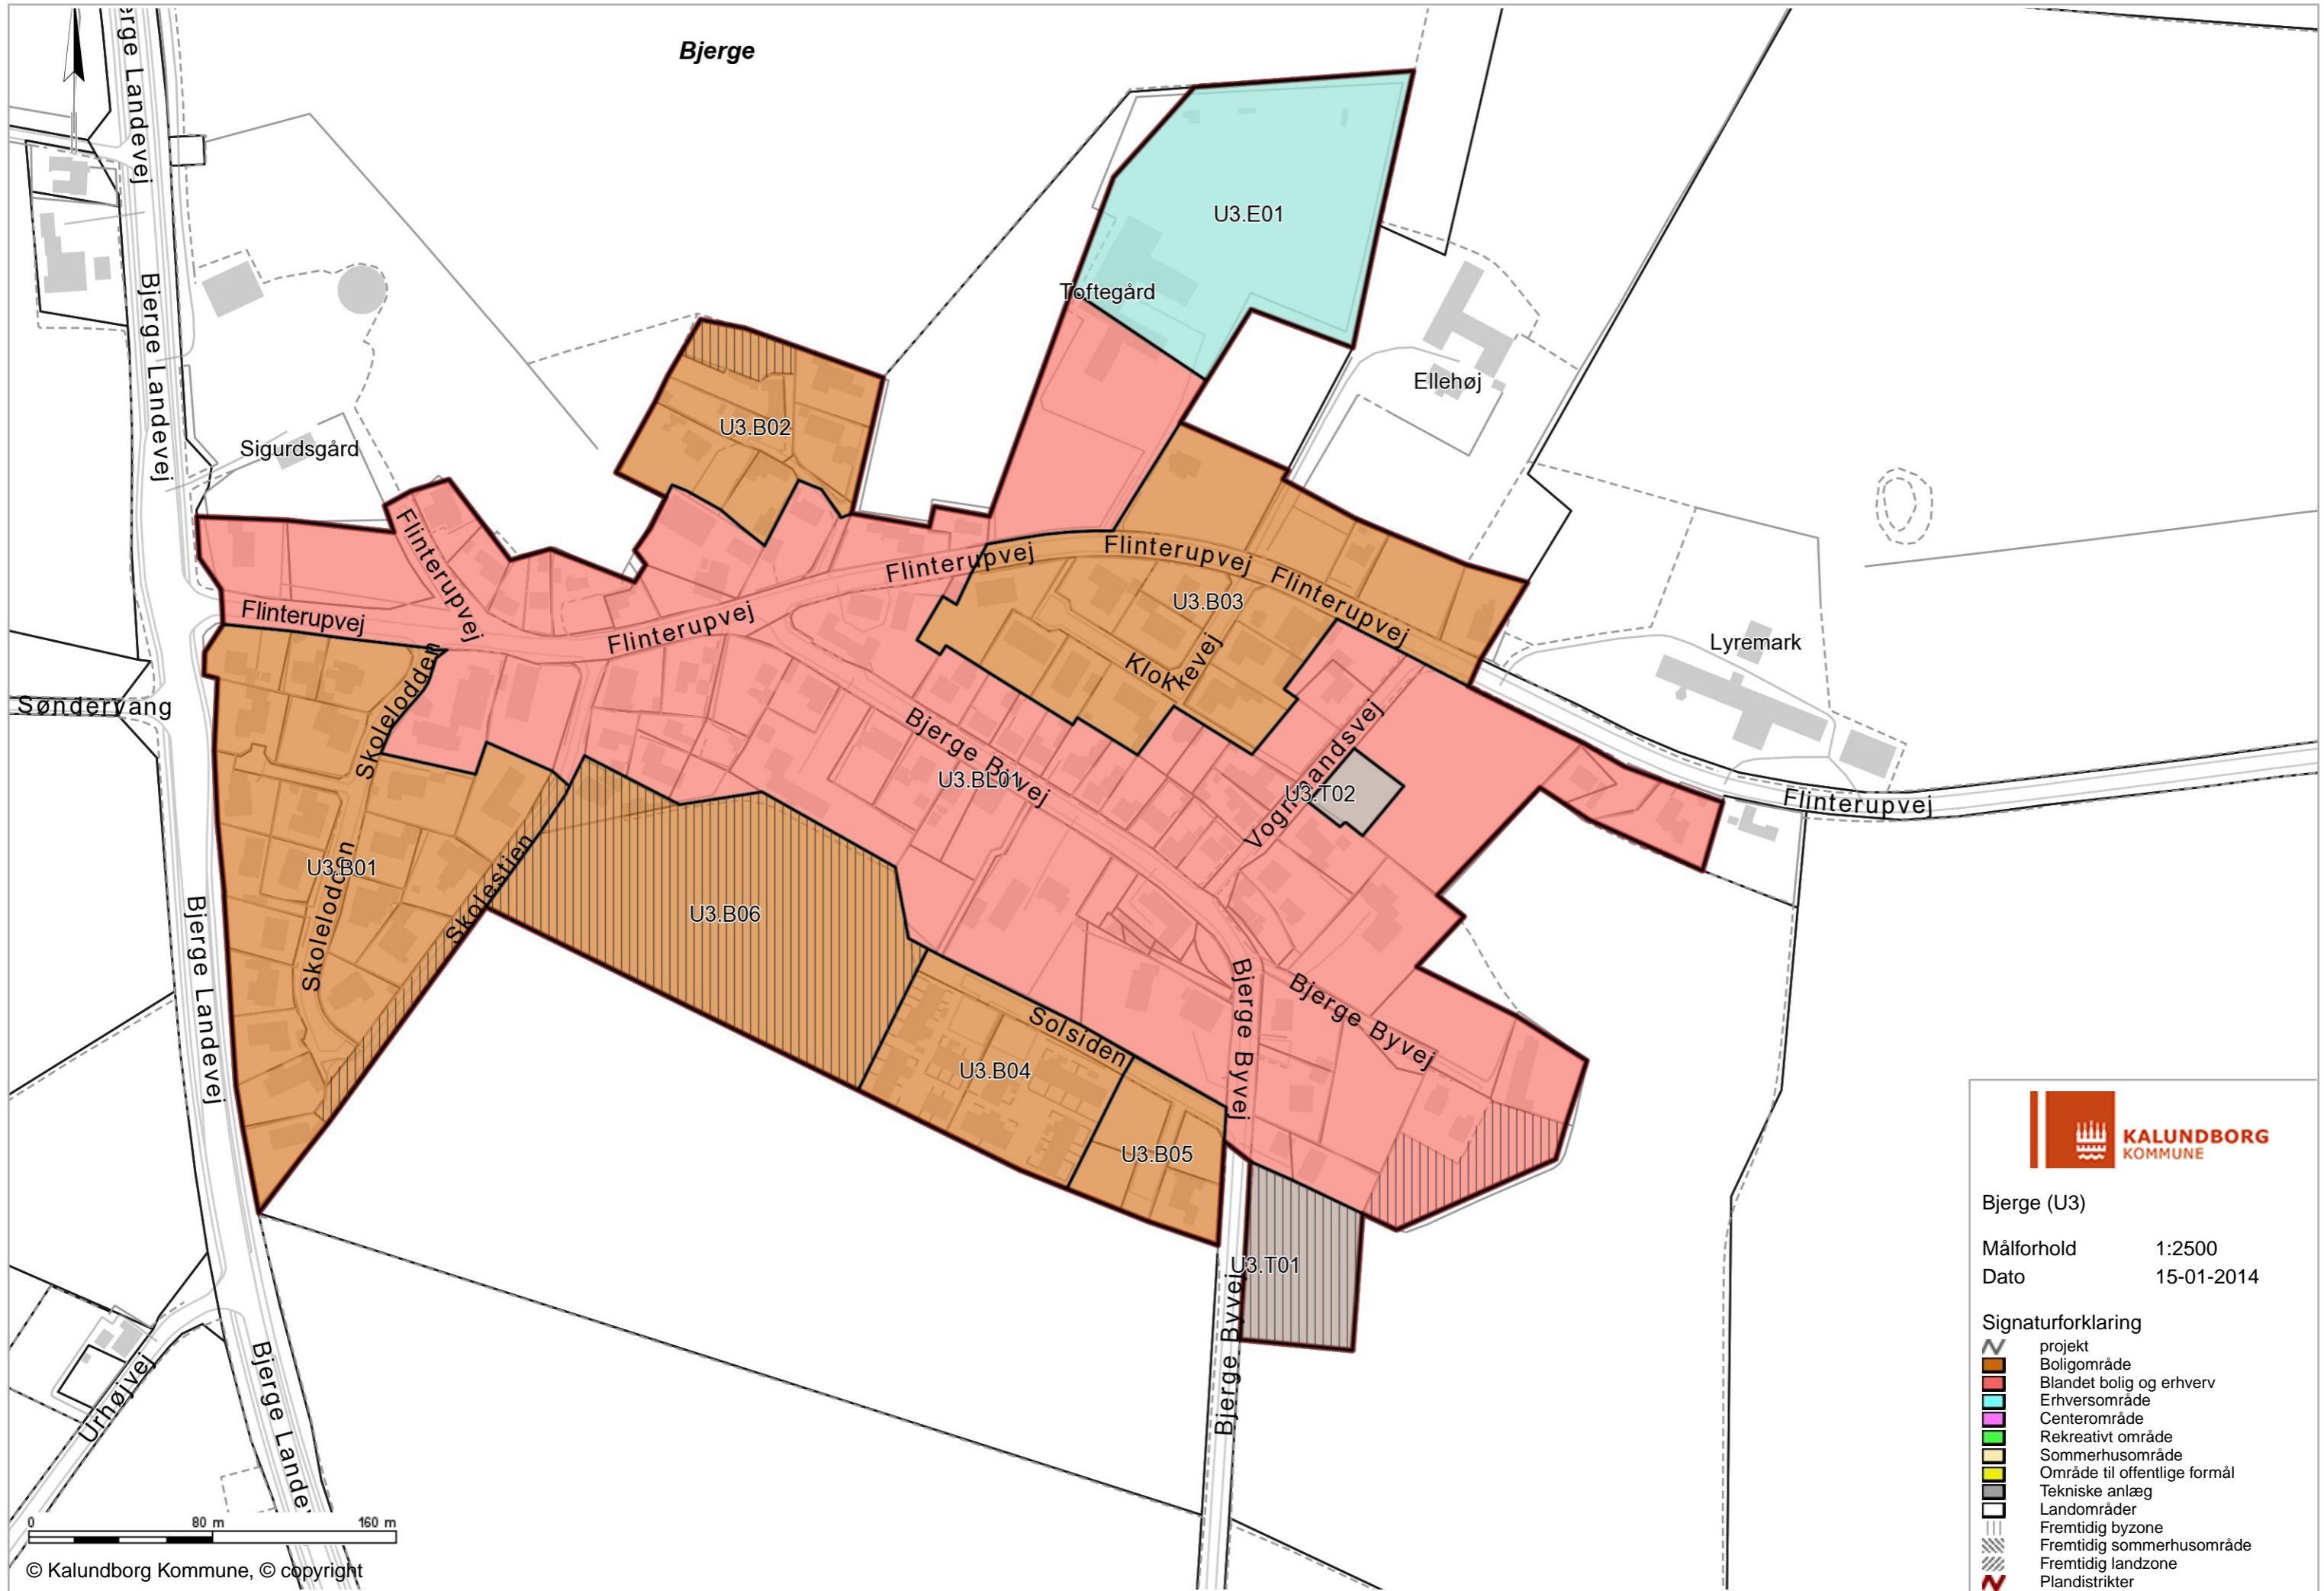 Bjerge
erge Landevej
Bjerge Landevej
U3.E01
Toftegård
Ellehøj
U3.B02
Sigurdsgård
Flinterupvej
Flinterupvej
Flinterupvej
Flinterupvej
Flinterupvej
Flinterupvej
U3.B03
Klokkevej
Lyremark
Søndervang
Skolelodden
Bjerge Byvej
U3.BL01
Vognmandsvej
U3.T02
Flinterupvej
U3.B01
Skolelodden
Skolestien
U3.B06
Bjerge Landevej
Bjerge Byvej
Bjerge Byvej
Solsiden
U3.B04
U3.B05
U3.T01
Bjerge Byvej
Urhøjvej
Bjerge Lande
0 80 m 160 m
© Kalundborg Kommune, © copyright
KALUNDBORG
KOMMUNE
Bjerge (U3)
Målforhold 1:2500
Dato 15-01-2014
Signaturforklaring
projekt
Boligområde
Blandet bolig og erhverv
Erhversområde
Centerområde
Rekreativt område
Sommerhusområde
Område til offentlige formål
Tekniske anlæg
Landområder
Fremtidig byzone
Fremtidig sommerhusområde
Fremtidig landzone
Plandistrikter